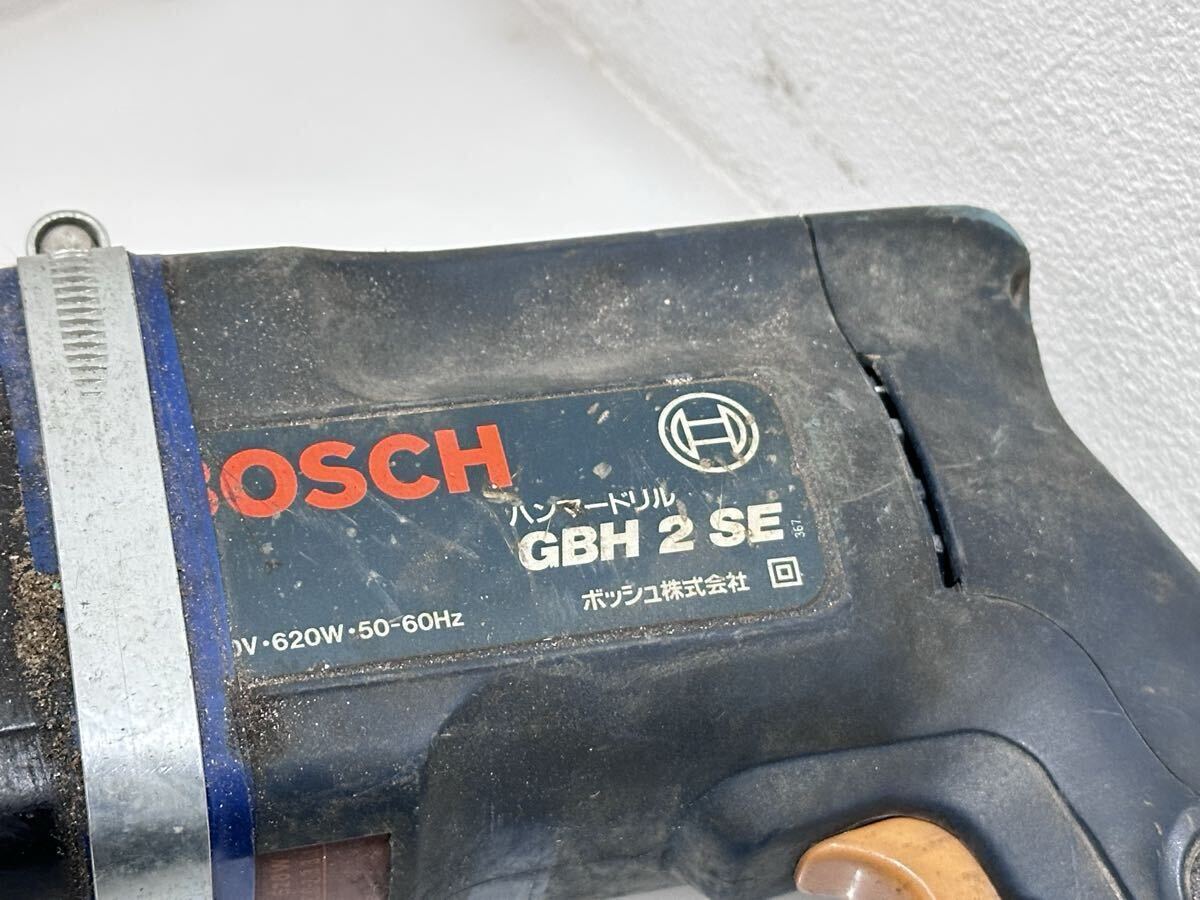 BOSCH
ハンマードリル
GBH 2 SE
367
ボッシュ株式会社
0V・620W・50-60Hz